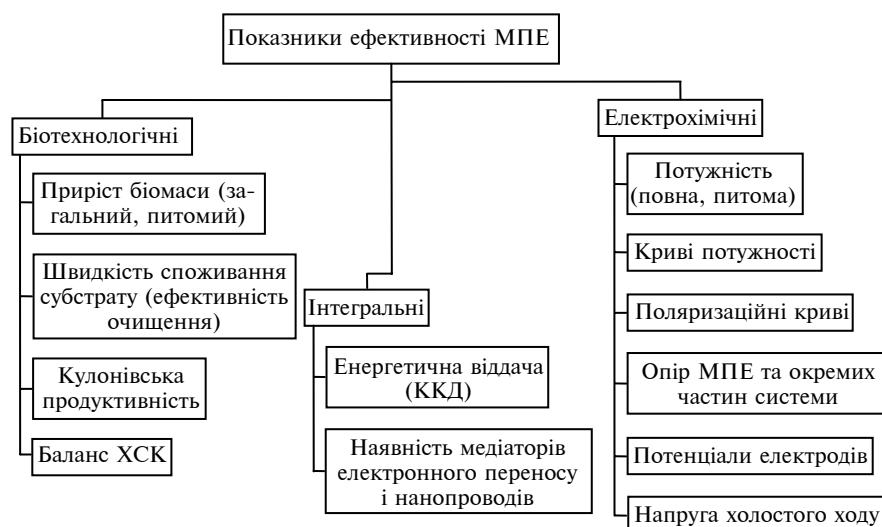 Показники ефективності МПЕ
Біотехнологічні
Приріст біомаси (за-
гальний, питомий)
Швидкість споживання
субстрату (ефективність
очищення)
Кулонівська
продуктивність
Баланс ХСК
Інтегральні
Енергетична віддача
(ККД)
Наявність медіаторів
електронного переносу
і нанопроводів
Електрохімічні
Потужність
(повна, питома)
Криві потужності
Поляризаційні криві
Опір МПЕ та окремих
частин системи
Потенціали електродів
Напруга холостого ходу